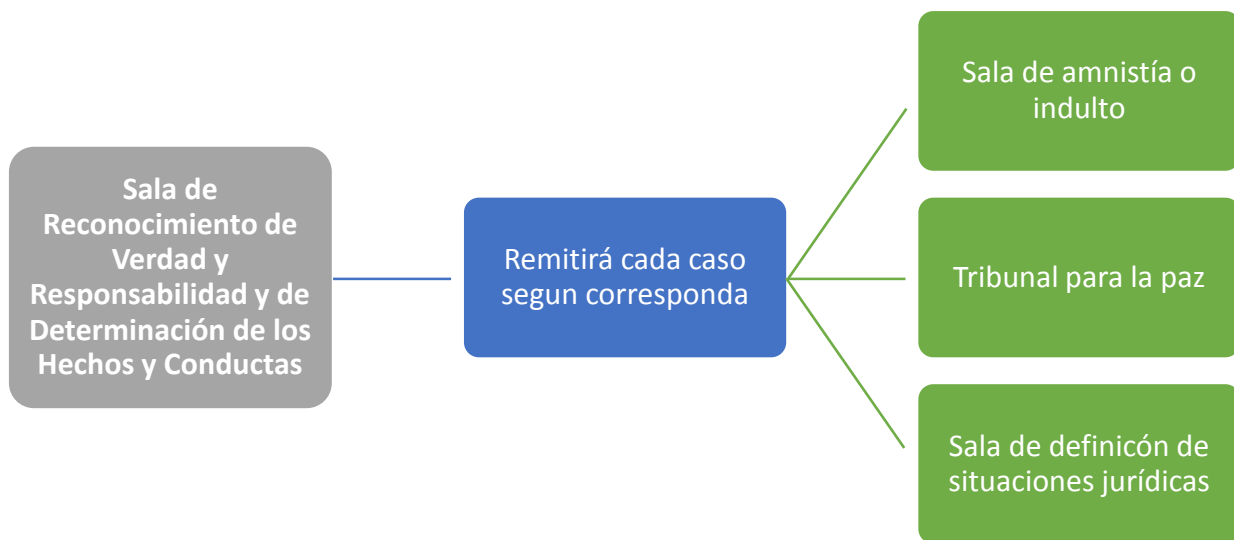 Sala de
Reconocimiento de
Verdad y
Responsabilidad y de
Determinación de los
Hechos y Conductas
Remitirá cada caso
segun corresponda
Sala de amnistía o
indulto
Tribunal para la paz
Sala de definicón de
situaciones jurídicas